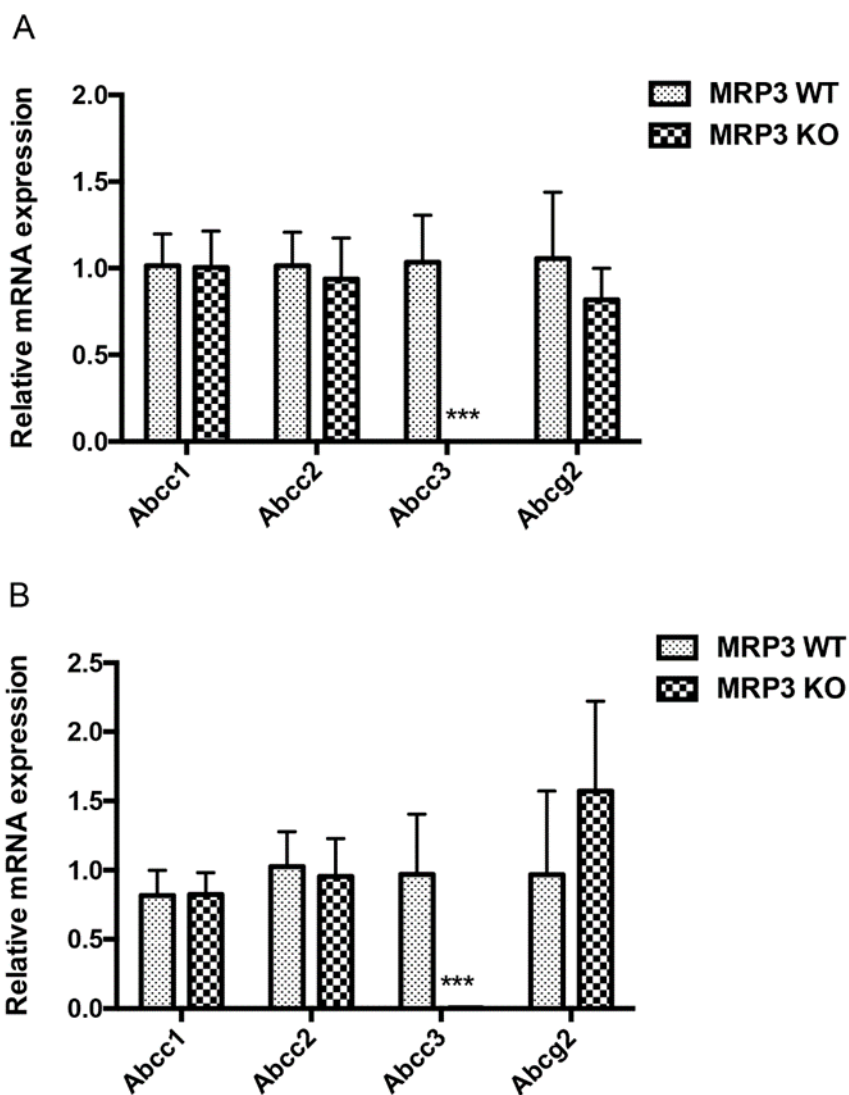 A
Relative mRNA expression
2.0
1.5
1.0
0.5
0.0
***
Abcc1
Abcc2
Abcc3
Abcg2
MRP3 WT
MRP3 KO
B
Relative mRNA expression
2.5
2.0
1.5
1.0
0.5
0.0
***
Abcc1
Abcc2
Abcc3
Abcg2
MRP3 WT
MRP3 KO